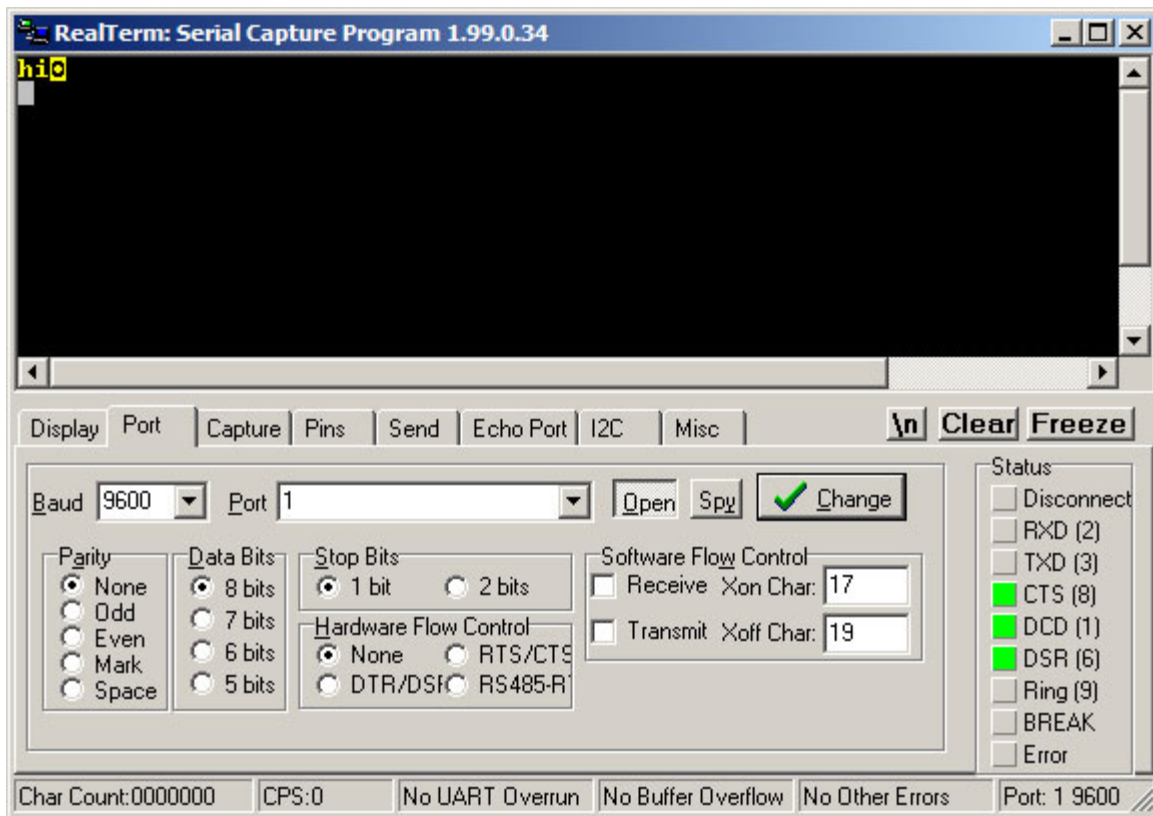 RealTerm: Serial Capture Program 1.99.0.34
hi◙
Display Port Capture Pins Send Echo Port I2C Misc \n Clear Freeze
Baud 9600 Port 1 Open Spy Change
Parity
None
Odd
Even
Mark
Space
Data Bits
8 bits
7 bits
6 bits
5 bits
Stop Bits
1 bit 2 bits
Hardware Flow Control
None RTS/CTS
DTR/DSR RS485-R
Software Flow Control
Receive Xon Char: 17
Transmit Xoff Char: 19
Status
Disconnect
RXD (2)
TXD (3)
CTS (8)
DCD (1)
DSR (6)
Ring (9)
BREAK
Error
Char Count:0000000 CPS:0 No UART Overrun No Buffer Overflow No Other Errors Port: 1 9600